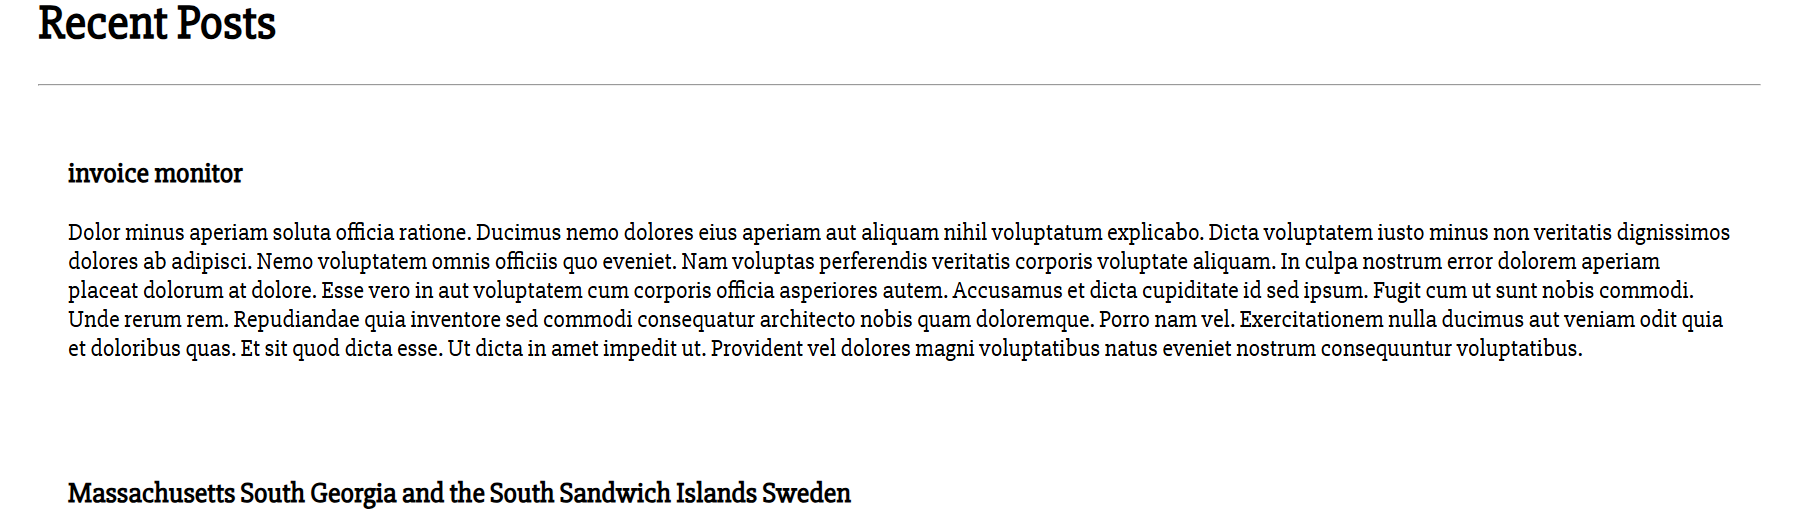 Recent Posts
invoice monitor
Dolor minus aperiam soluta officia ratione. Ducimus nemo dolores eius aperiam aut aliquam nihil voluptatum explicabo. Dicta voluptatem iusto minus non veritatis dignissimos
dolores ab adipisci. Nemo voluptatem omnis officiis quo eveniet. Nam voluptas perferendis veritatis corporis voluptate aliquam. In culpa nostrum error dolorem aperiam
placeat dolorum at dolore. Esse vero in aut voluptatem cum corporis officia asperiores autem. Accusamus et dicta cupiditate id sed ipsum. Fugit cum ut sunt nobis commodi.
Unde rerum rem. Repudiandae quia inventore sed commodi consequatur architecto nobis quam doloremque. Porro nam vel. Exercitationem nulla ducimus aut veniam odit quia
et doloribus quas. Et sit quod dicta esse. Ut dicta in amet impedit ut. Provident vel dolores magni voluptatibus natus eveniet nostrum consequuntur voluptatibus.
Massachusetts South Georgia and the South Sandwich Islands Sweden